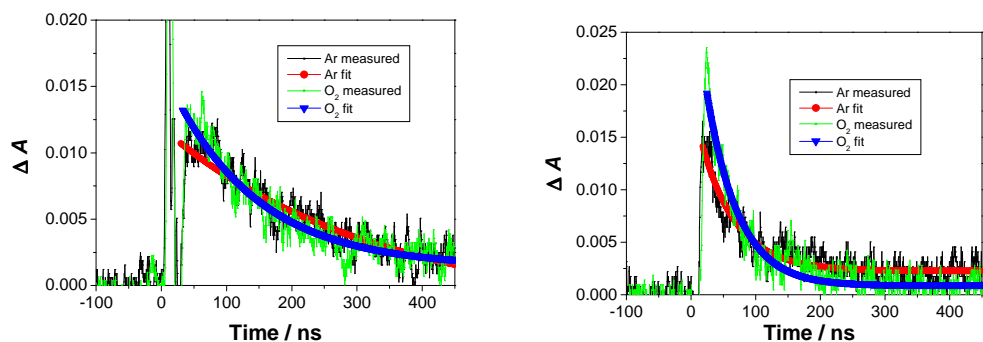 0.020
0.015
0.010
0.005
0.000
Δ A
-100 0 100 200 300 400
Time / ns
Ar measured
Ar fit
O₂ measured
O₂ fit
0.025
0.020
0.015
0.010
0.005
0.000
Δ A
-100 0 100 200 300 400
Time / ns
Ar measured
Ar fit
O₂ measured
O₂ fit